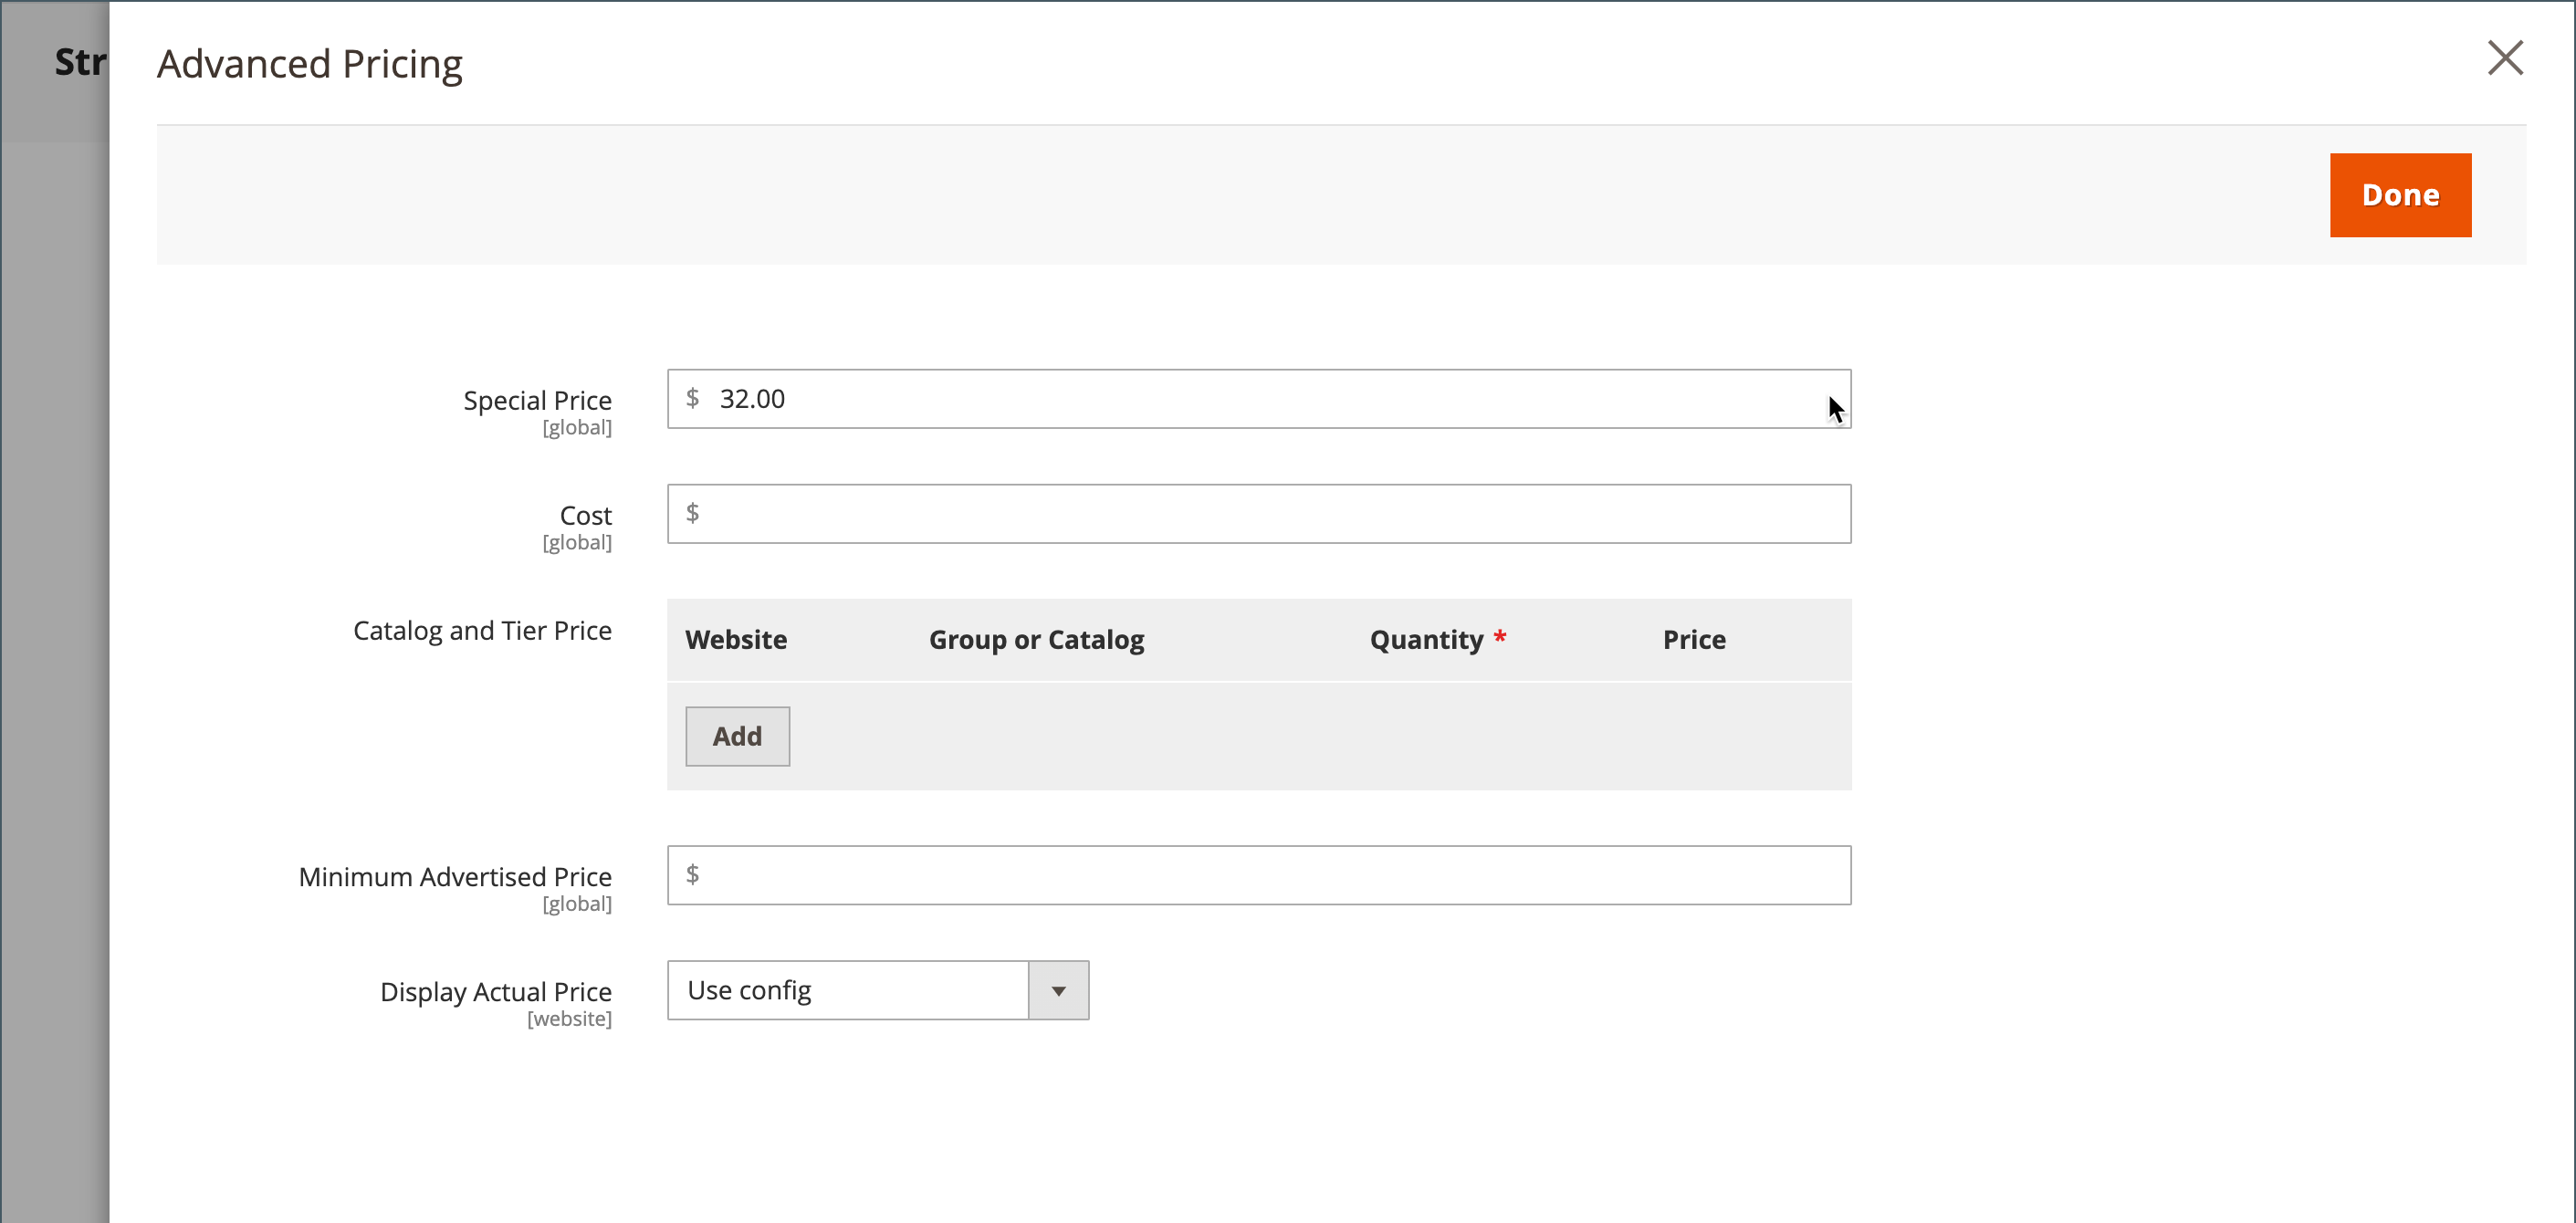 Str
Advanced Pricing
Done
Special Price
[global]
$ 32.00
Cost
[global]
$
Catalog and Tier Price
Website Group or Catalog Quantity * Price
Add
Minimum Advertised Price
[global]
$
Display Actual Price
[website]
Use config